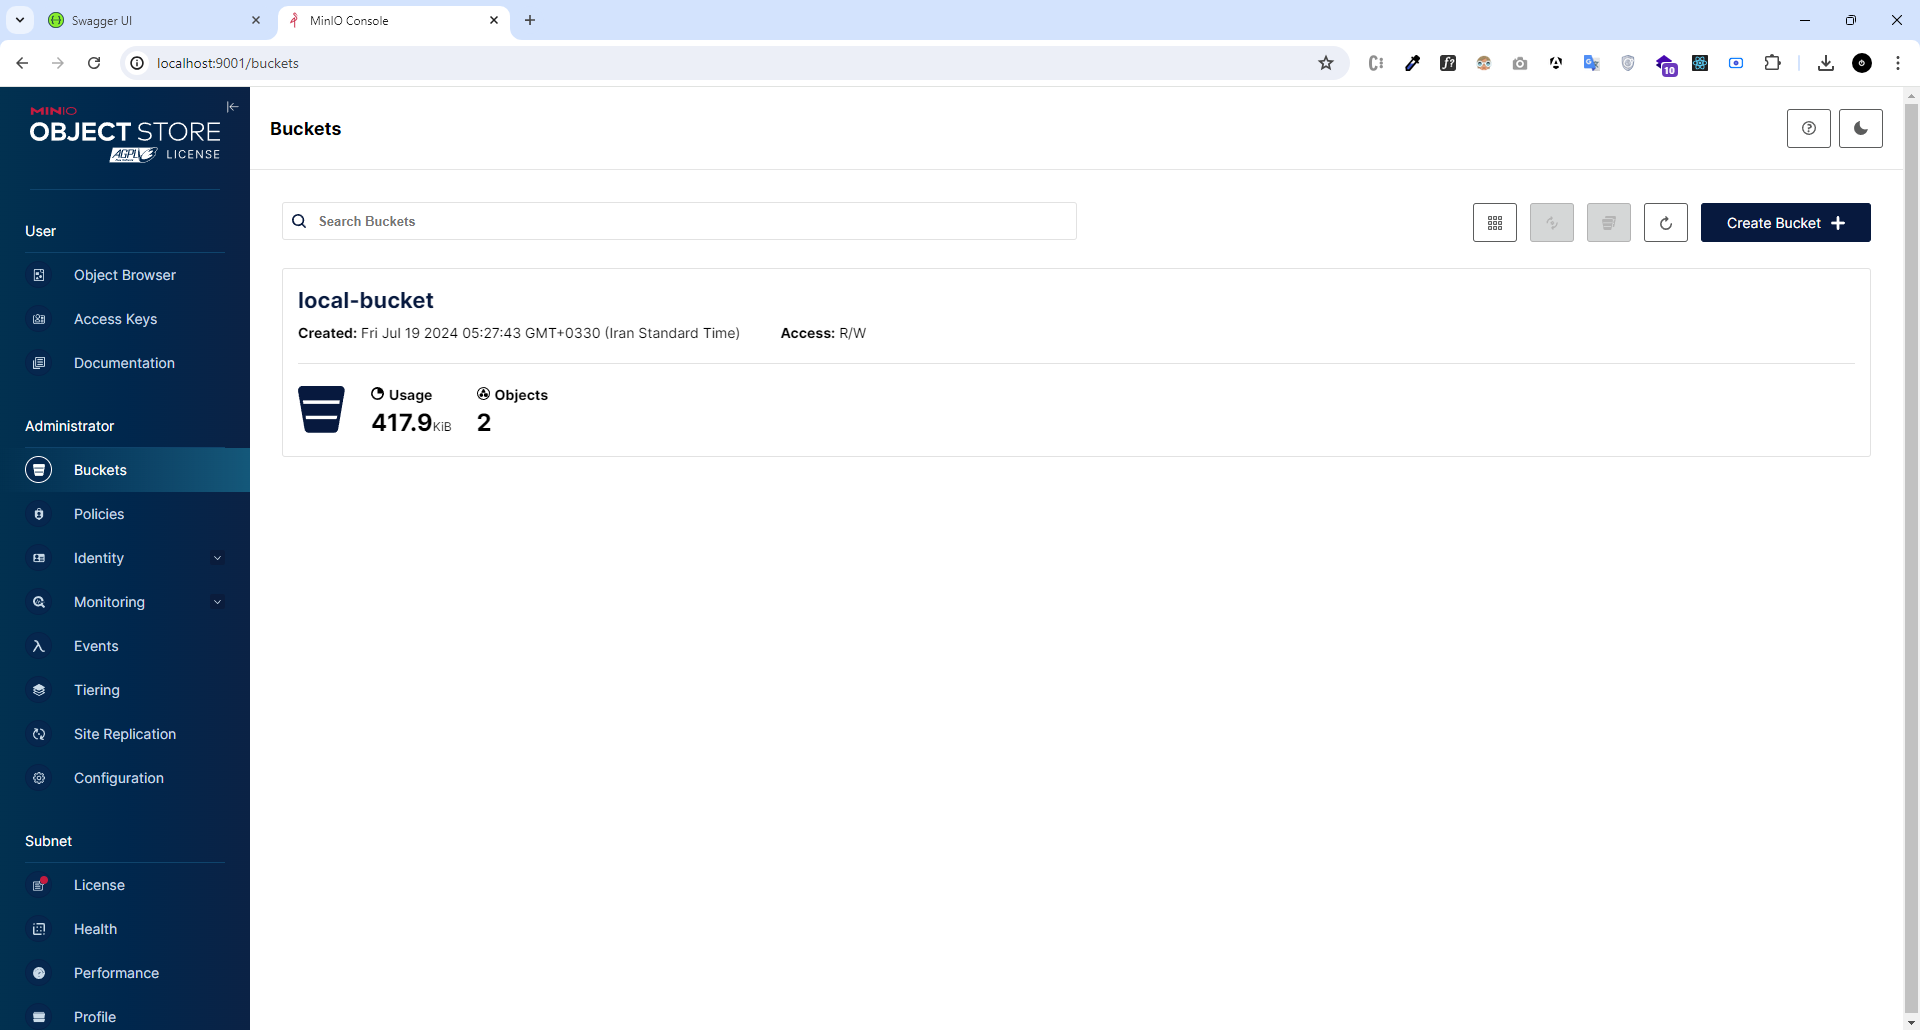 Swagger UI
MinIO Console
localhost:9001/buckets
10
MINIO
OBJECT STORE
AGPLV3 LICENSE
Buckets
User
Search Buckets
Create Bucket
Object Browser
local-bucket
Access Keys
Created: Fri Jul 19 2024 05:27:43 GMT+0330 (Iran Standard Time) Access: R/W
Documentation
Usage
Objects
417.9KiB
2
Administrator
Buckets
Policies
Identity
Monitoring
Events
Tiering
Site Replication
Configuration
Subnet
License
Health
Performance
Profile